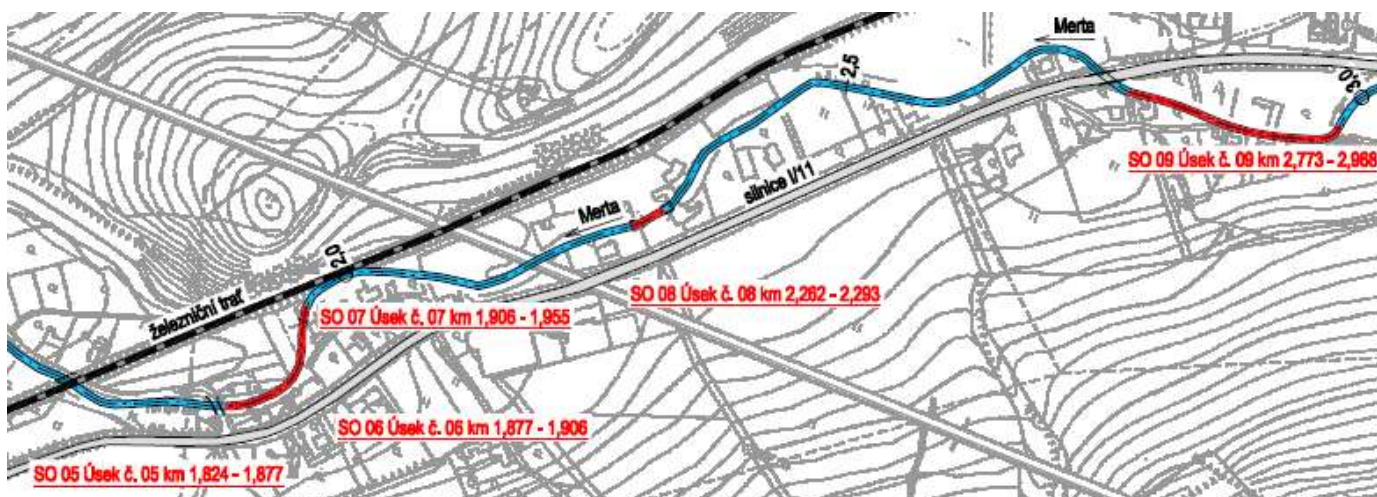 Merta
2,5
3,0
SO 09 Úsek č. 09 km 2,773 - 2,968
silnice I/11
Merta
2,0
SO 08 Úsek č. 08 km 2,262 - 2,293
železniční trať
SO 07 Úsek č. 07 km 1,906 - 1,955
SO 06 Úsek č. 06 km 1,877 - 1,906
SO 05 Úsek č. 05 km 1,824 - 1,877